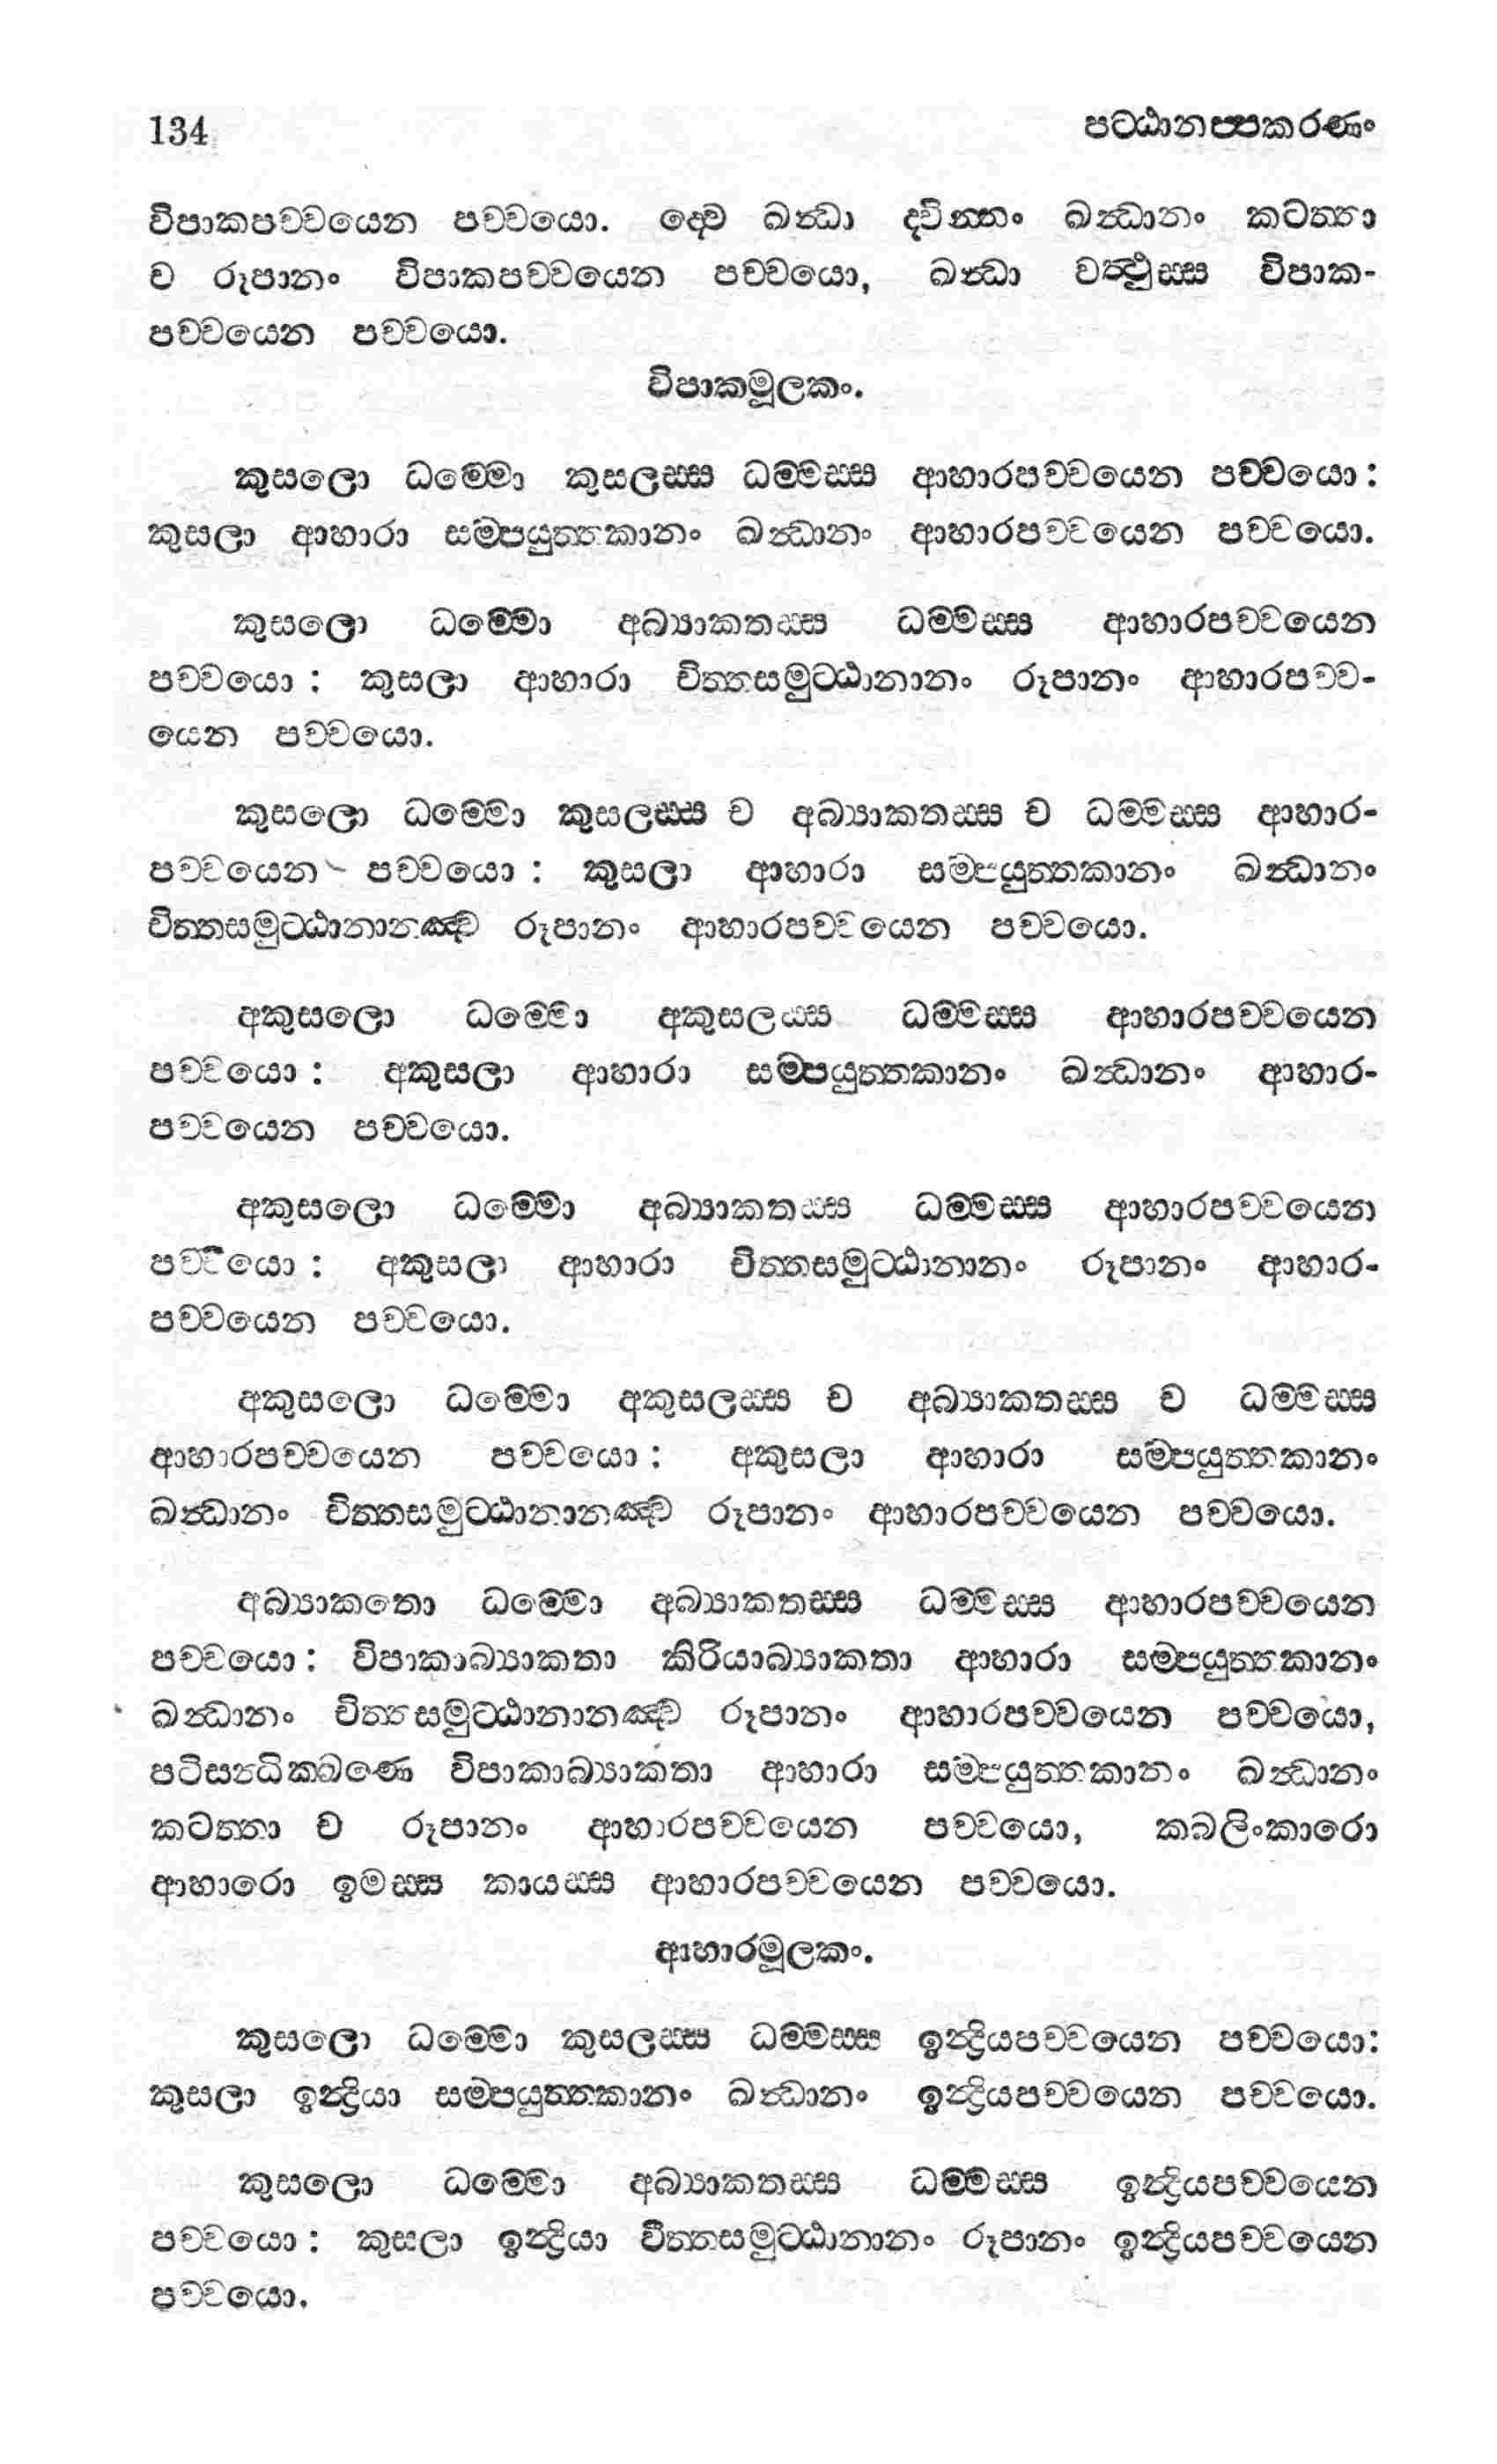 134 පට්ඨානප්පකරණං
විපාකපච්චයෙන පච්චයො. ද්වෙ ඛන්ධා ද්වින්නං ඛන්ධානං කටත්තා
ච රූපානං විපාකපච්චයෙන පච්චයො, ඛන්ධා වත්ථුස්ස විපාක-
පච්චයෙන පච්චයො.
විපාකමූලකං.
කුසලො ධම්මො කුසලස්ස ධම්මස්ස ආහාරපච්චයෙන පච්චයො:
කුසලා ආහාරා සම්පයුත්තකානං ඛන්ධානං ආහාරපච්චයෙන පච්චයො.
කුසලො ධම්මො අබ්‍යාකතස්ස ධම්මස්ස ආහාරපච්චයෙන
පච්චයො : කුසලා ආහාරා චිත්තසමුට්ඨානානං රූපානං ආහාරපච්ච-
යෙන පච්චයො.
කුසලො ධම්මො කුසලස්ස ච අබ්‍යාකතස්ස ච ධම්මස්ස ආහාර-
පච්චයෙන පච්චයො : කුසලා ආහාරා සම්පයුත්තකානං ඛන්ධානං
චිත්තසමුට්ඨානානඤ්ච රූපානං ආහාරපච්චයෙන පච්චයො.
අකුසලො ධම්මො අකුසලස්ස ධම්මස්ස ආහාරපච්චයෙන
පච්චයො : අකුසලා ආහාරා සම්පයුත්තකානං ඛන්ධානං ආහාර-
පච්චයෙන පච්චයො.
අකුසලො ධම්මො අබ්‍යාකතස්ස ධම්මස්ස ආහාරපච්චයෙන
පච්චයො : අකුසලා ආහාරා චිත්තසමුට්ඨානානං රූපානං ආහාර-
පච්චයෙන පච්චයො.
අකුසලො ධම්මො අකුසලස්ස ච අබ්‍යාකතස්ස ච ධම්මස්ස
ආහාරපච්චයෙන පච්චයො : අකුසලා ආහාරා සම්පයුත්තකානං
ඛන්ධානං චිත්තසමුට්ඨානානඤ්ච රූපානං ආහාරපච්චයෙන පච්චයො.
අබ්‍යාකතො ධම්මො අබ්‍යාකතස්ස ධම්මස්ස ආහාරපච්චයෙන
පච්චයො : විපාකාබ්‍යාකතා කිරියාබ්‍යාකතා ආහාරා සම්පයුත්තකානං
ඛන්ධානං චිත්තසමුට්ඨානානඤ්ච රූපානං ආහාරපච්චයෙන පච්චයො,
පටිසන්ධික්ඛණෙ විපාකාබ්‍යාකතා ආහාරා සම්පයුත්තකානං ඛන්ධානං
කටත්තා ච රූපානං ආහාරපච්චයෙන පච්චයො, කබලිංකාරො
ආහාරො ඉමස්ස කායස්ස ආහාරපච්චයෙන පච්චයො.
ආහාරමූලකං.
කුසලො ධම්මො කුසලස්ස ධම්මස්ස ඉන්ද්‍රියපච්චයෙන පච්චයො:
කුසලා ඉන්ද්‍රියා සම්පයුත්තකානං ඛන්ධානං ඉන්ද්‍රියපච්චයෙන පච්චයො.
කුසලො ධම්මො අබ්‍යාකතස්ස ධම්මස්ස ඉන්ද්‍රියපච්චයෙන
පච්චයො : කුසලා ඉන්ද්‍රියා චිත්තසමුට්ඨානානං රූපානං ඉන්ද්‍රියපච්චයෙන
පච්චයො.